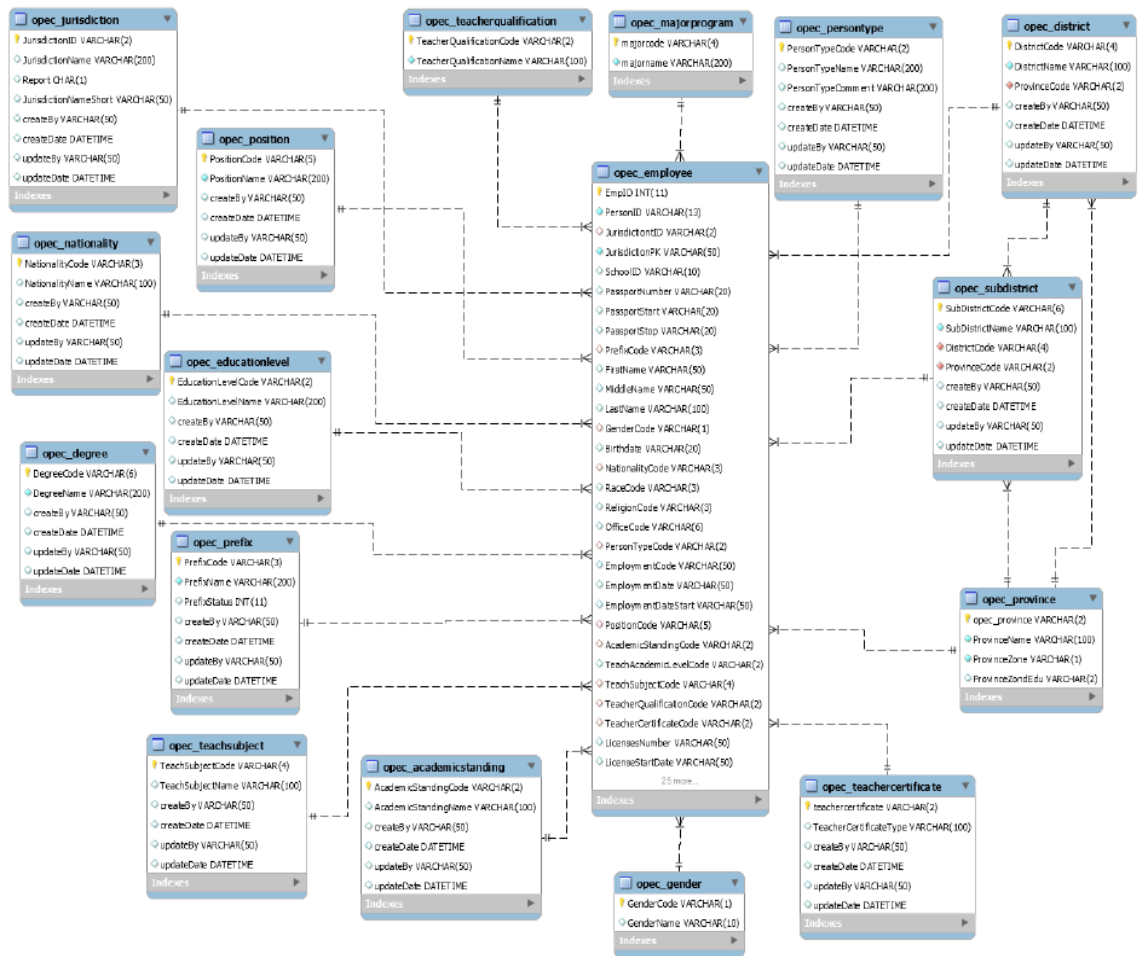 opec_jurisdiction
JurisdictionID VARCHAR(2)
JurisdictionName VARCHAR(200)
Report CHAR(1)
JurisdictionNameShort VARCHAR(50)
createBy VARCHAR(50)
createDate DATETIME
updateBy VARCHAR(50)
updateDate DATETIME
Indexes
opec_teacherqualification
TeacherQualificationCode VARCHAR(2)
TeacherQualificationName VARCHAR(100)
Indexes
opec_majorprogram
majorcode VARCHAR(4)
majorname VARCHAR(200)
Indexes
opec_persontype
PersonTypeCode VARCHAR(2)
PersonTypeName VARCHAR(200)
PersonTypeComment VARCHAR(200)
createBy VARCHAR(50)
createDate DATETIME
updateBy VARCHAR(50)
updateDate DATETIME
Indexes
opec_district
DistrictCode VARCHAR(4)
DistrictName VARCHAR(100)
ProvinceCode VARCHAR(2)
createBy VARCHAR(50)
createDate DATETIME
updateBy VARCHAR(50)
updateDate DATETIME
Indexes
opec_position
PositionCode VARCHAR(5)
PositionName VARCHAR(200)
createBy VARCHAR(50)
createDate DATETIME
updateBy VARCHAR(50)
updateDate DATETIME
Indexes
opec_employee
EmpID INT(11)
PersonID VARCHAR(13)
JurisdictiontID VARCHAR(2)
JurisdictionPK VARCHAR(50)
SchoolID VARCHAR(10)
PassportNumber VARCHAR(20)
PassportStart VARCHAR(20)
PassportStop VARCHAR(20)
PrefixCode VARCHAR(3)
FirstName VARCHAR(50)
MiddleName VARCHAR(50)
LastName VARCHAR(100)
GenderCode VARCHAR(1)
Birthdate VARCHAR(20)
NationalityCode VARCHAR(3)
RaceCode VARCHAR(3)
ReligionCode VARCHAR(3)
OfficeCode VARCHAR(6)
PersonTypeCode VARCHAR(2)
EmploymentCode VARCHAR(50)
EmploymentDate VARCHAR(50)
EmploymentDateStart VARCHAR(50)
PositionCode VARCHAR(5)
AcademicStandingCode VARCHAR(2)
TeachAcademicLevelCode VARCHAR(2)
TeachSubjectCode VARCHAR(4)
TeacherQualificationCode VARCHAR(2)
TeacherCertificateCode VARCHAR(2)
LicensesNumber VARCHAR(50)
LicenseStartDate VARCHAR(50)
25 more...
Indexes
opec_nationality
NationalityCode VARCHAR(3)
NationalityName VARCHAR(100)
createBy VARCHAR(50)
createDate DATETIME
updateBy VARCHAR(50)
updateDate DATETIME
Indexes
opec_subdistrict
SubDistrictCode VARCHAR(6)
SubDistrictName VARCHAR(100)
DistrictCode VARCHAR(4)
ProvinceCode VARCHAR(2)
createBy VARCHAR(50)
createDate DATETIME
updateBy VARCHAR(50)
updateDate DATETIME
Indexes
opec_educationlevel
EducationLevelCode VARCHAR(2)
EducationLevelName VARCHAR(200)
createBy VARCHAR(50)
createDate DATETIME
updateBy VARCHAR(50)
updateDate DATETIME
Indexes
opec_degree
DegreeCode VARCHAR(6)
DegreeName VARCHAR(200)
createBy VARCHAR(50)
createDate DATETIME
updateBy VARCHAR(50)
updateDate DATETIME
Indexes
opec_prefix
PrefixCode VARCHAR(3)
PrefixName VARCHAR(200)
PrefixStatus INT(11)
createBy VARCHAR(50)
createDate DATETIME
updateBy VARCHAR(50)
updateDate DATETIME
Indexes
opec_province
opec_province VARCHAR(2)
ProvinceName VARCHAR(100)
ProvinceZone VARCHAR(1)
ProvinceZondEdu VARCHAR(2)
Indexes
opec_teachsubject
TeachSubjectCode VARCHAR(4)
TeachSubjectName VARCHAR(100)
createBy VARCHAR(50)
createDate DATETIME
updateBy VARCHAR(50)
updateDate DATETIME
Indexes
opec_academicstanding
AcademicStandingCode VARCHAR(2)
AcademicStandingName VARCHAR(100)
createBy VARCHAR(50)
createDate DATETIME
updateBy VARCHAR(50)
updateDate DATETIME
Indexes
opec_teachercertificate
teachercertificate VARCHAR(2)
TeacherCertificateType VARCHAR(100)
createBy VARCHAR(50)
createDate DATETIME
updateBy VARCHAR(50)
updateDate DATETIME
Indexes
opec_gender
GenderCode VARCHAR(1)
GenderName VARCHAR(10)
Indexes